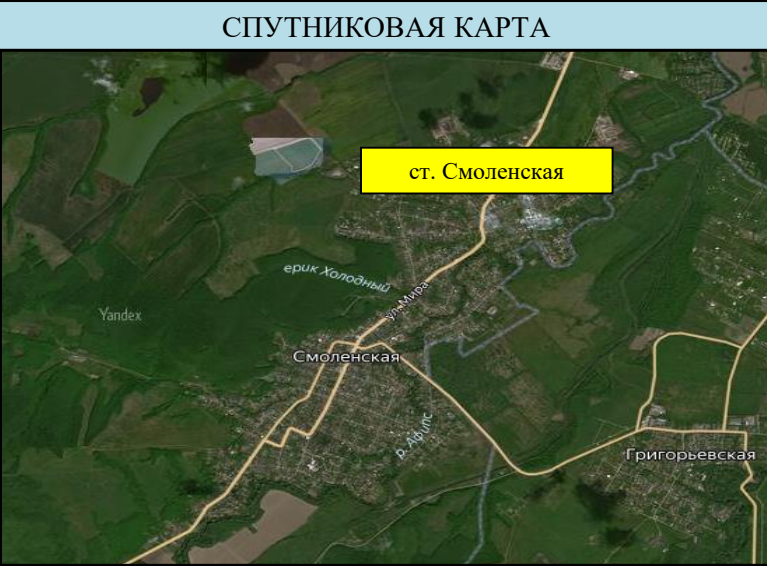 СПУТНИКОВАЯ КАРТА
ст. Смоленская
ерик Холодный
ул. Мира
Yandex
Смоленская
р. Афипс
Григорьевская